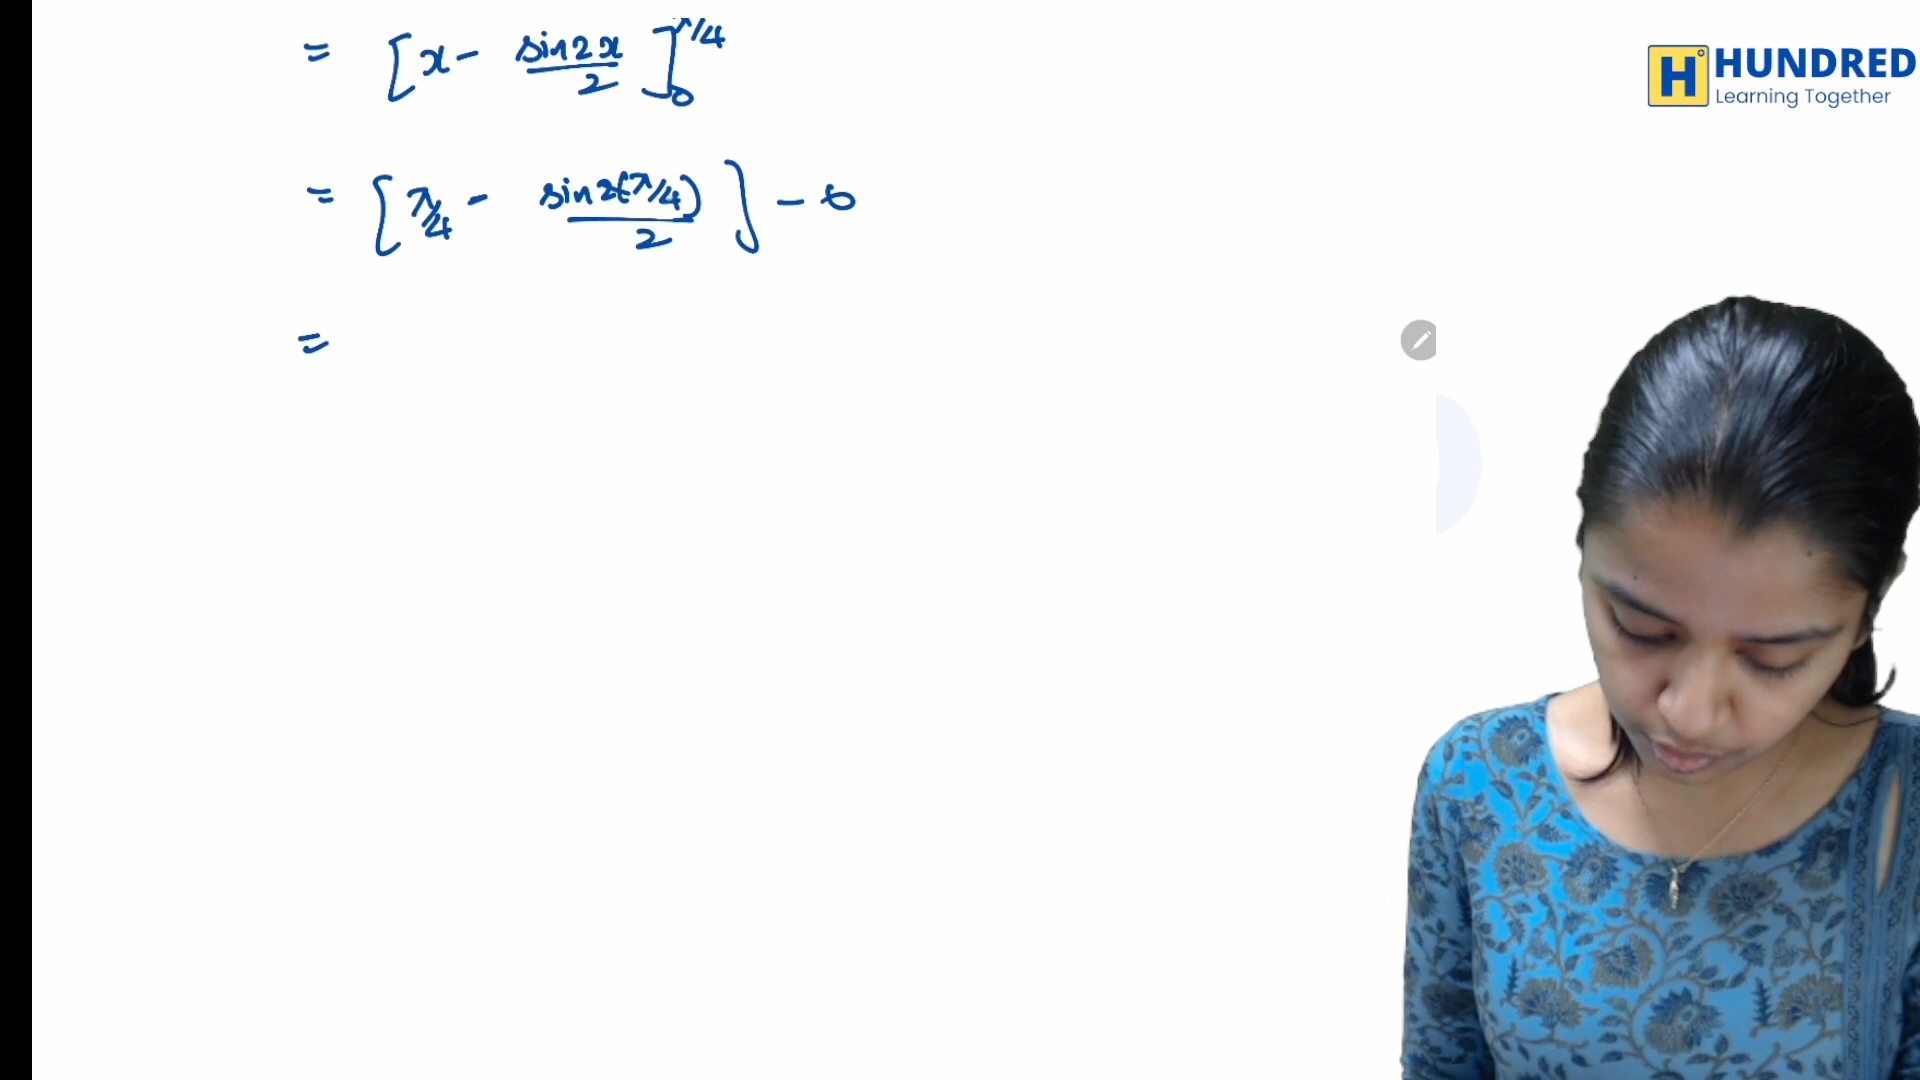 = [x - sin2x/2]₀^π/4
HUNDRED
Learning Together
= [π/4 - sin2(π/4)/2] - 0
=